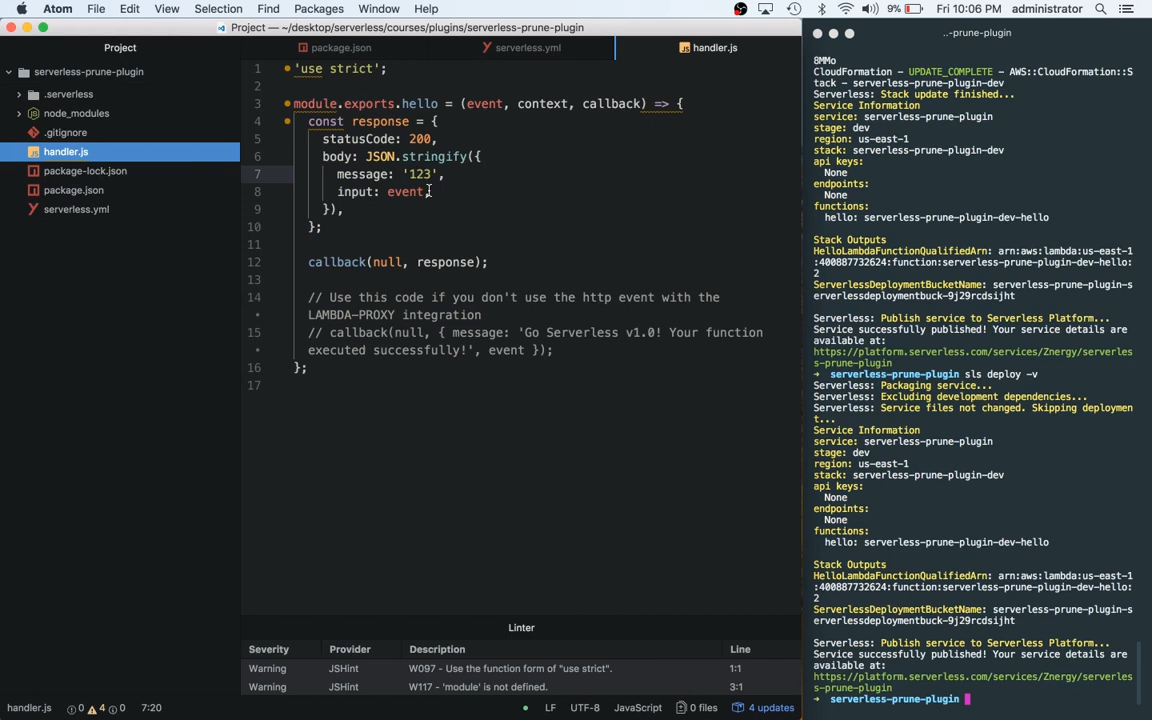 Atom File Edit View Selection Find Packages Window Help 9% Fri 10:06 PM administrator
Project — ~/desktop/serverless/courses/plugins/serverless-prune-plugin
..-prune-plugin
Project
package.json serverless.yml handler.js
serverless-prune-plugin
.serverless
node_modules
.gitignore
handler.js
package-lock.json
package.json
serverless.yml
1 'use strict';
2
3 module.exports.hello = (event, context, callback) => {
4 const response = {
5 statusCode: 200,
6 body: JSON.stringify({
7 message: '123',
8 input: event,
9 }),
10 };
11
12 callback(null, response);
13
14 // Use this code if you don't use the http event with the
• LAMBDA-PROXY integration
15 // callback(null, { message: 'Go Serverless v1.0! Your function
• executed successfully!', event });
16 };
17
Linter
Severity Provider Description Line
Warning JSHint W097 - Use the function form of "use strict". 1:1
Warning JSHint W117 - 'module' is not defined. 3:1
handler.js 0 4 0 7:20 LF UTF-8 JavaScript 0 files 4 updates
8MMo
CloudFormation - UPDATE_COMPLETE - AWS::CloudFormation::S
tack - serverless-prune-plugin-dev
Serverless: Stack update finished...
Service Information
service: serverless-prune-plugin
stage: dev
region: us-east-1
stack: serverless-prune-plugin-dev
api keys:
None
endpoints:
None
functions:
hello: serverless-prune-plugin-dev-hello
Stack Outputs
HelloLambdaFunctionQualifiedArn: arn:aws:lambda:us-east-1
:400887732624:function:serverless-prune-plugin-dev-hello:
2
ServerlessDeploymentBucketName: serverless-prune-plugin-s
erverlessdeploymentbuck-9j29rcdsijht
Serverless: Publish service to Serverless Platform...
Service successfully published! Your service details are
available at:
https://platform.serverless.com/services/Znergy/serverles
s-prune-plugin
➜ serverless-prune-plugin sls deploy -v
Serverless: Packaging service...
Serverless: Excluding development dependencies...
Serverless: Service files not changed. Skipping deploymen
t...
Service Information
service: serverless-prune-plugin
stage: dev
region: us-east-1
stack: serverless-prune-plugin-dev
api keys:
None
endpoints:
None
functions:
hello: serverless-prune-plugin-dev-hello
Stack Outputs
HelloLambdaFunctionQualifiedArn: arn:aws:lambda:us-east-1
:400887732624:function:serverless-prune-plugin-dev-hello:
2
ServerlessDeploymentBucketName: serverless-prune-plugin-s
erverlessdeploymentbuck-9j29rcdsijht
Serverless: Publish service to Serverless Platform...
Service successfully published! Your service details are
available at:
https://platform.serverless.com/services/Znergy/serverles
s-prune-plugin
➜ serverless-prune-plugin